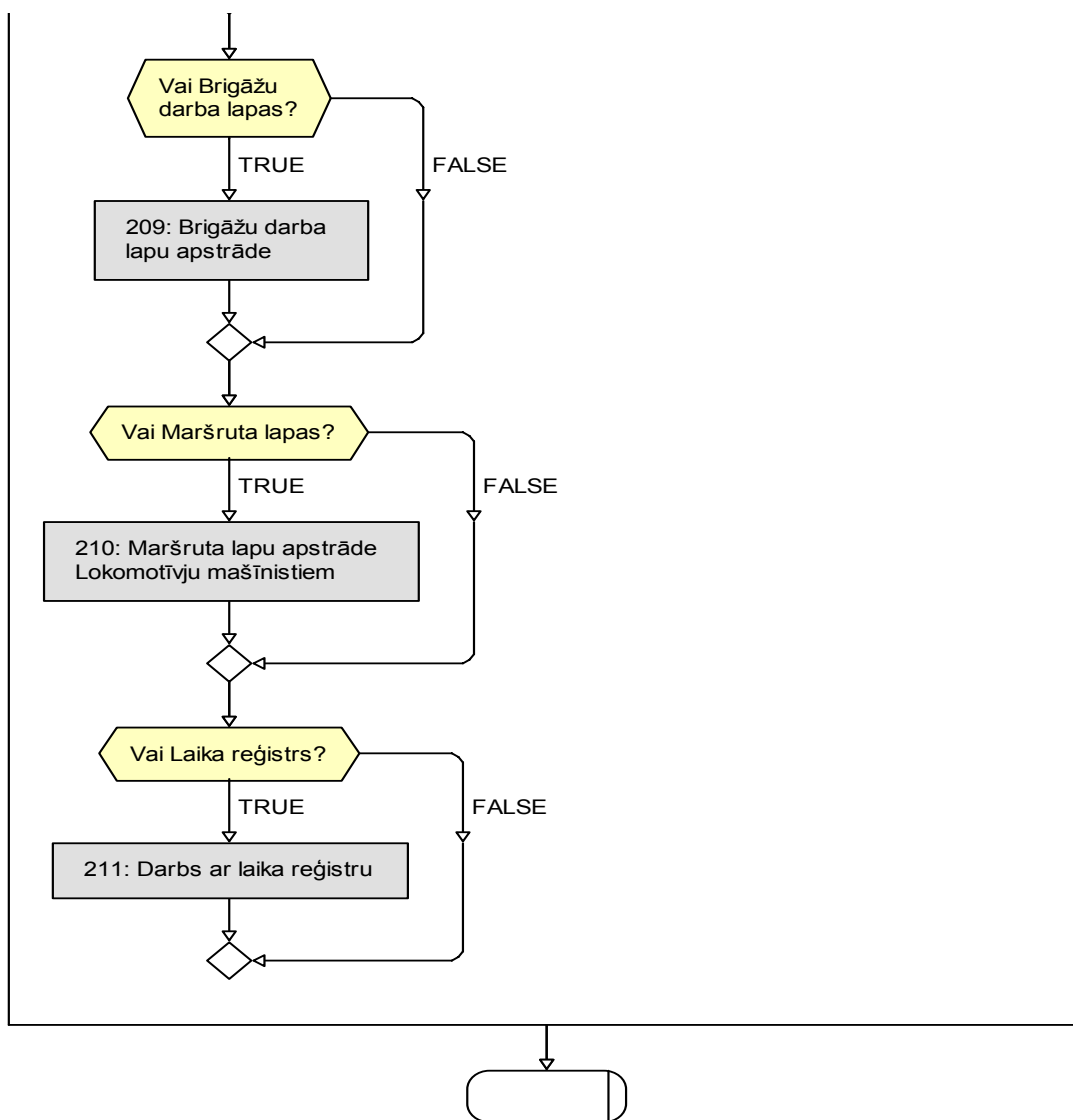 Vai Brigāžu
darba lapas?
TRUE
FALSE
209: Brigāžu darba
lapu apstrāde
Vai Maršruta lapas?
TRUE
FALSE
210: Maršruta lapu apstrāde
Lokomotīvju mašīnistiem
Vai Laika reģistrs?
TRUE
FALSE
211: Darbs ar laika reģistru